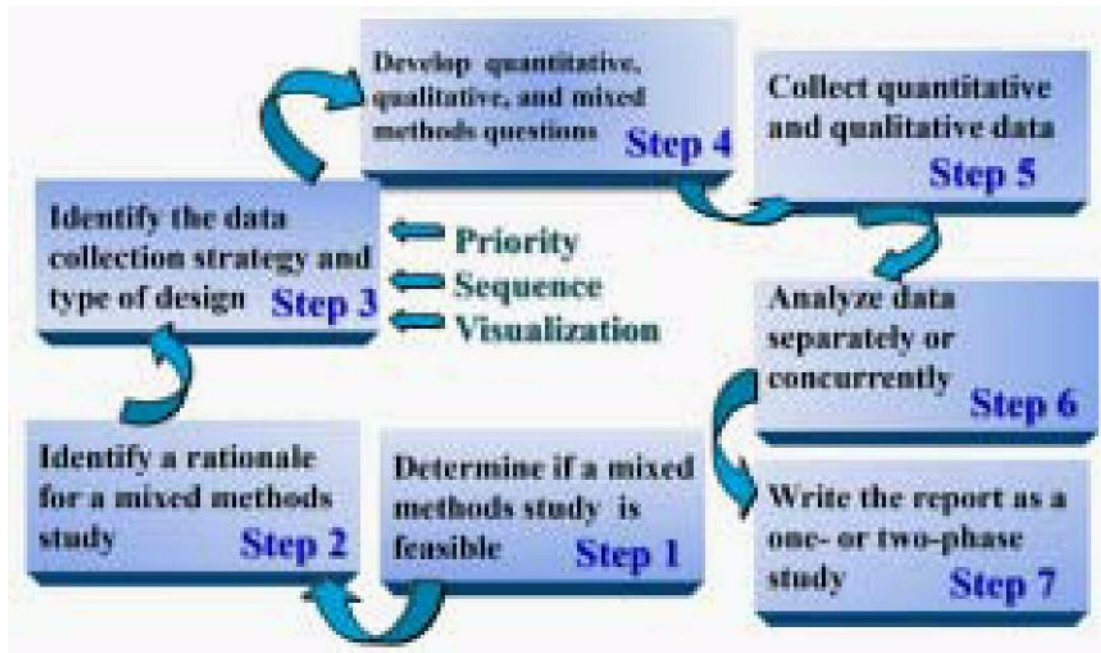 Develop quantitative,
qualitative, and mixed
methods questions
Step 4
Collect quantitative
and qualitative data
Step 5
Identify the data
collection strategy and
type of design
Step 3
Priority
Sequence
Visualization
Analyze data
separately or
concurrently
Step 6
Identify a rationale
for a mixed methods
study
Step 2
Determine if a mixed
methods study is
feasible
Step 1
Write the report as a
one- or two-phase
study
Step 7